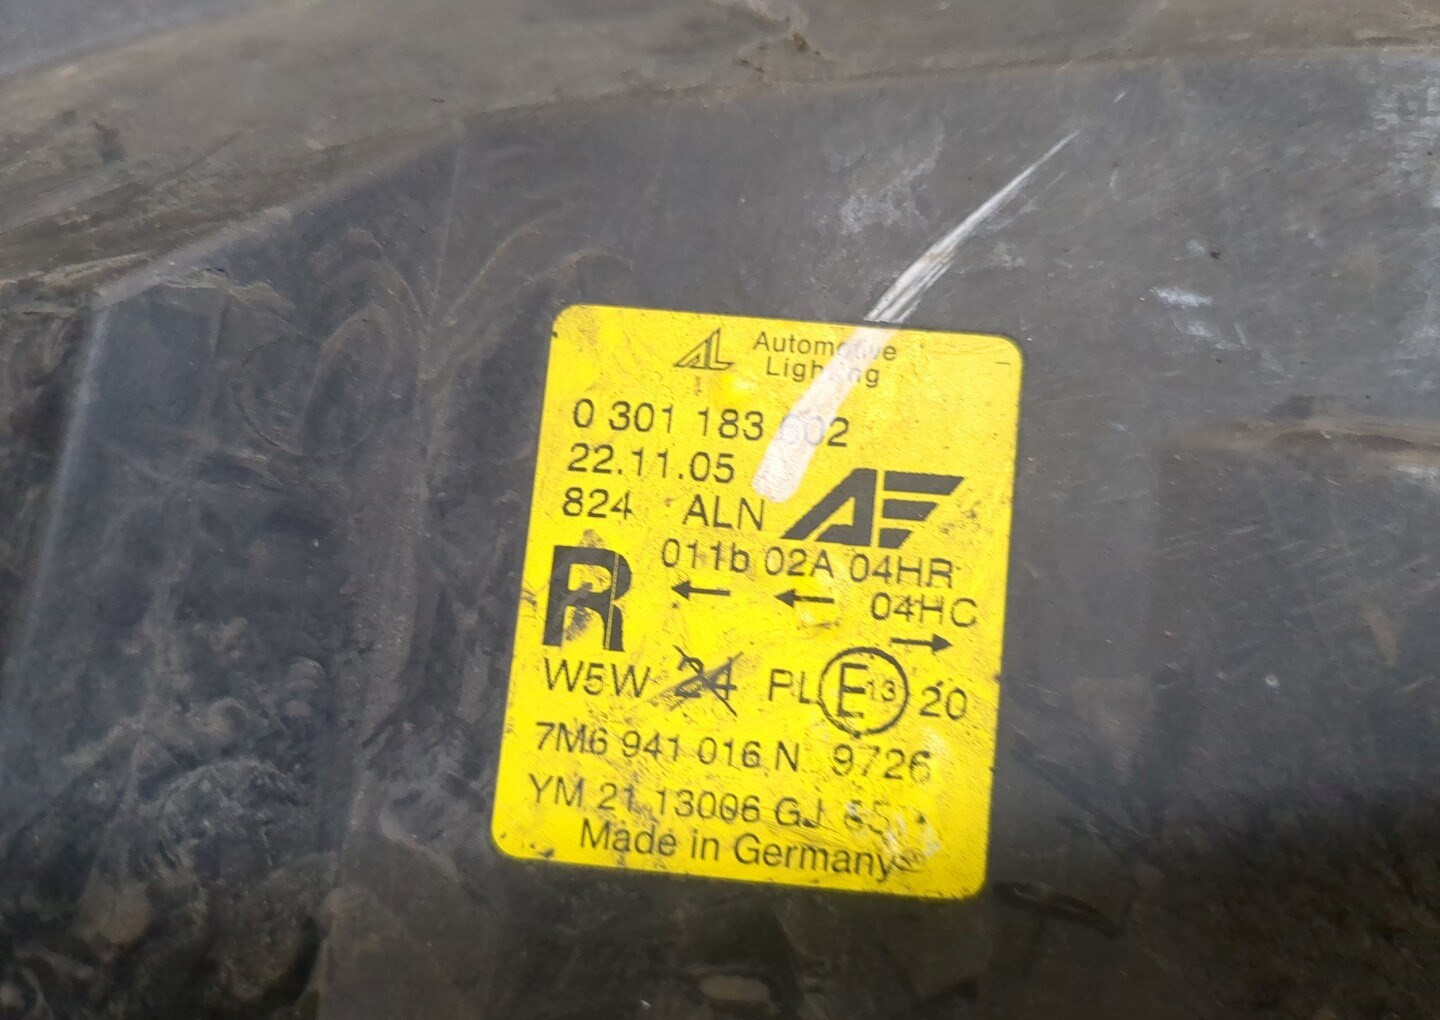 AL Automotive
Lighting
0 301 183 602
22.11.05
824 ALN
011b 02A 04HR
04HC
R
W5W 24 PL E 13 20
7M6 941 016 N 9726
YM 21 13006 GJ
Made in Germany